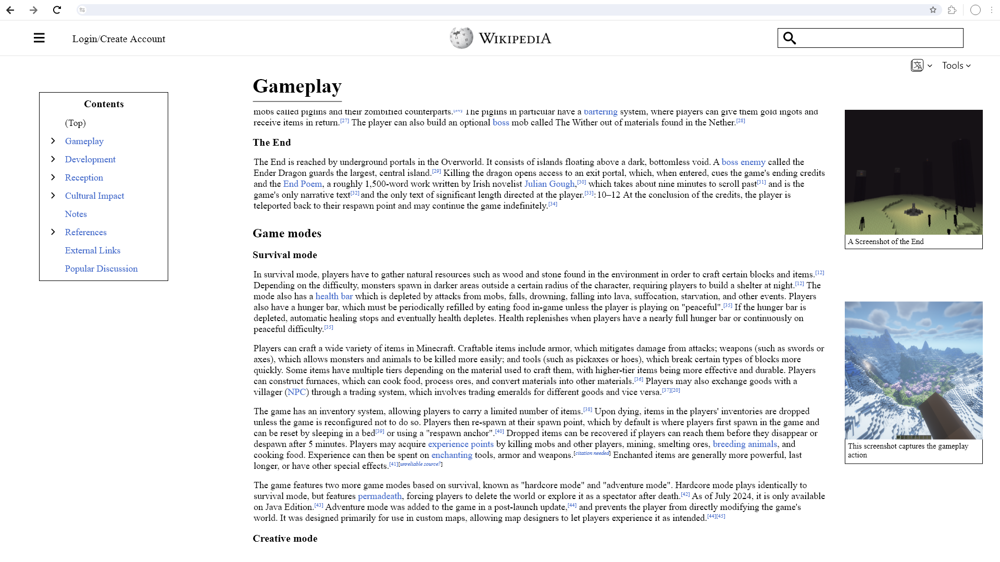 Login/Create Account
WIKIPEDIA
Tools
Gameplay
Contents
(Top)
Gameplay
Development
Reception
Cultural Impact
Notes
References
External Links
Popular Discussion
mobs called piglins and their zombified counterparts.[26] The piglins in particular have a bartering system, where players can give them gold ingots and
receive items in return.[27] The player can also build an optional boss mob called The Wither out of materials found in the Nether.[28]
The End
The End is reached by underground portals in the Overworld. It consists of islands floating above a dark, bottomless void. A boss enemy called the
Ender Dragon guards the largest, central island.[29] Killing the dragon opens access to an exit portal, which, when entered, cues the game's ending credits
and the End Poem, a roughly 1,500-word work written by Irish novelist Julian Gough,[30] which takes about nine minutes to scroll past[31] and is the
game's only narrative text[32] and the only text of significant length directed at the player.[33]:10–12 At the conclusion of the credits, the player is
teleported back to their respawn point and may continue the game indefinitely.[34]
Game modes
Survival mode
In survival mode, players have to gather natural resources such as wood and stone found in the environment in order to craft certain blocks and items.[12]
Depending on the difficulty, monsters spawn in darker areas outside a certain radius of the character, requiring players to build a shelter at night.[12] The
mode also has a health bar which is depleted by attacks from mobs, falls, drowning, falling into lava, suffocation, starvation, and other events. Players
also have a hunger bar, which must be periodically refilled by eating food in-game unless the player is playing on "peaceful".[35] If the hunger bar is
depleted, automatic healing stops and eventually health depletes. Health replenishes when players have a nearly full hunger bar or continuously on
peaceful difficulty.[35]
Players can craft a wide variety of items in Minecraft. Craftable items include armor, which mitigates damage from attacks; weapons (such as swords or
axes), which allows monsters and animals to be killed more easily; and tools (such as pickaxes or hoes), which break certain types of blocks more
quickly. Some items have multiple tiers depending on the material used to craft them, with higher-tier items being more effective and durable. Players
can construct furnaces, which can cook food, process ores, and convert materials into other materials.[36] Players may also exchange goods with a
villager (NPC) through a trading system, which involves trading emeralds for different goods and vice versa.[37][20]
The game has an inventory system, allowing players to carry a limited number of items.[38] Upon dying, items in the players' inventories are dropped
unless the game is reconfigured not to do so. Players then re-spawn at their spawn point, which by default is where players first spawn in the game and
can be reset by sleeping in a bed[39] or using a "respawn anchor".[40] Dropped items can be recovered if players can reach them before they disappear or
despawn after 5 minutes. Players may acquire experience points by killing mobs and other players, mining, smelting ores, breeding animals, and
cooking food. Experience can then be spent on enchanting tools, armor and weapons.[citation needed] Enchanted items are generally more powerful, last
longer, or have other special effects.[41][unreliable source?]
The game features two more game modes based on survival, known as "hardcore mode" and "adventure mode". Hardcore mode plays identically to
survival mode, but features permadeath, forcing players to delete the world or explore it as a spectator after death.[42] As of July 2024, it is only available
on Java Edition.[43] Adventure mode was added to the game in a post-launch update,[44] and prevents the player from directly modifying the game's
world. It was designed primarily for use in custom maps, allowing map designers to let players experience it as intended.[44][45]
Creative mode
A Screenshot of the End
This screenshot captures the gameplay
action